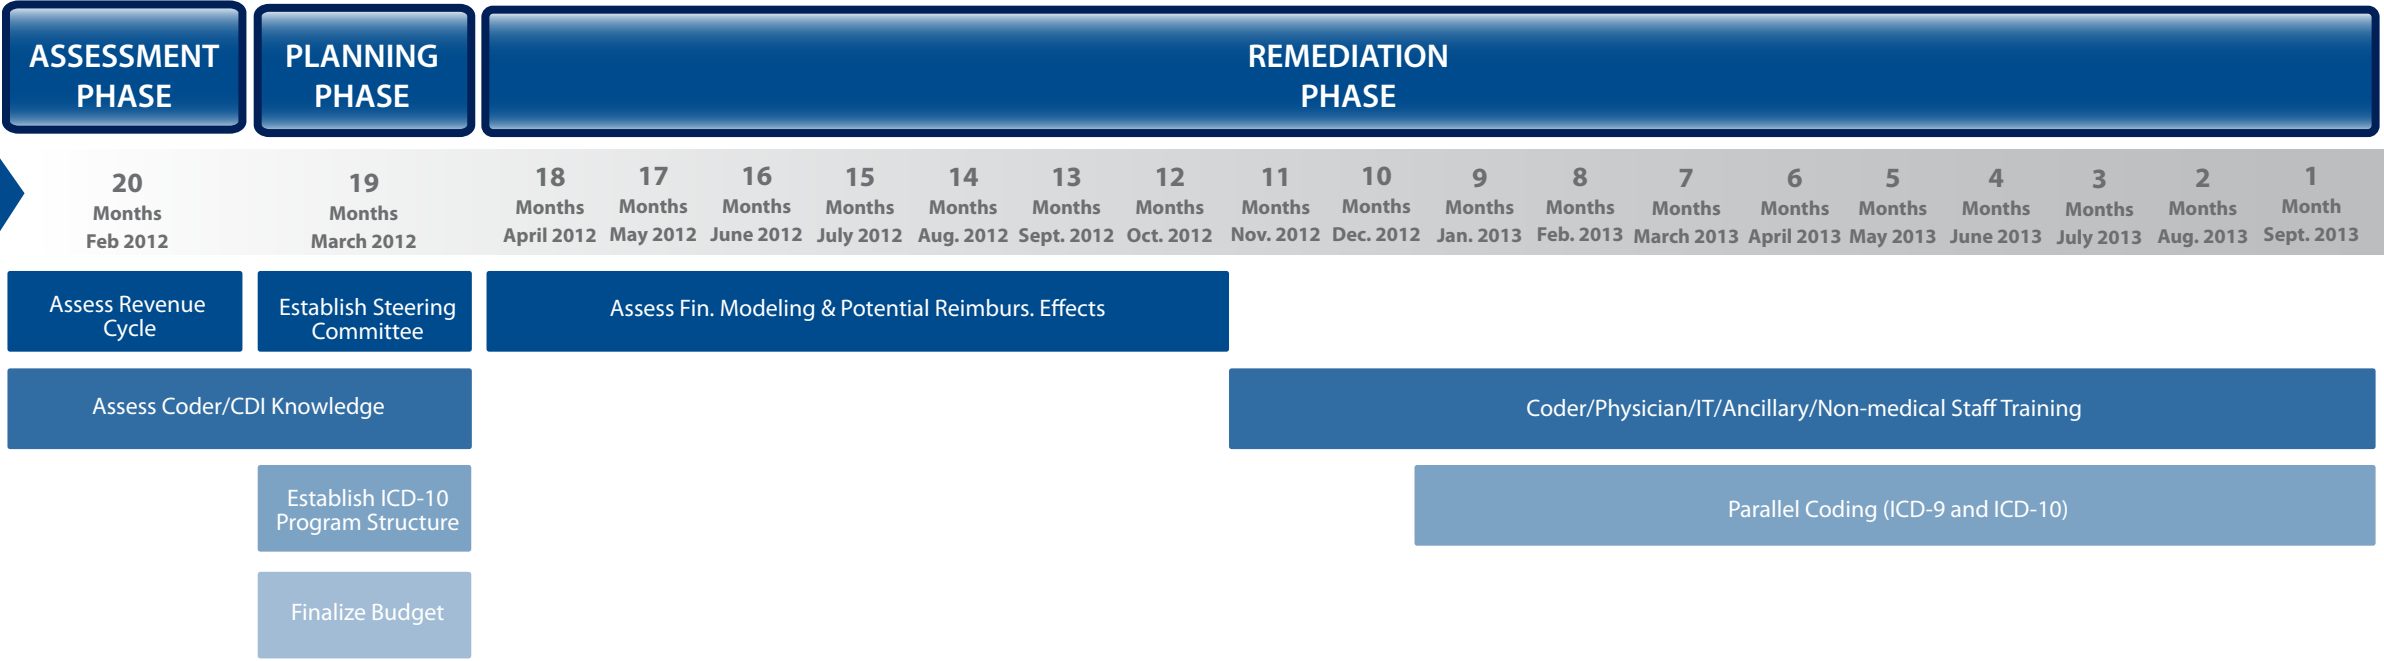 ASSESSMENT
PHASE
PLANNING
PHASE
REMEDIATION
PHASE
20
Months
Feb 2012
19
Months
March 2012
18
Months
April 2012
17
Months
May 2012
16
Months
June 2012
15
Months
July 2012
14
Months
Aug. 2012
13
Months
Sept. 2012
12
Months
Oct. 2012
11
Months
Nov. 2012
10
Months
Dec. 2012
9
Months
Jan. 2013
8
Months
Feb. 2013
7
Months
March 2013
6
Months
April 2013
5
Months
May 2013
4
Months
June 2013
3
Months
July 2013
2
Months
Aug. 2013
1
Month
Sept. 2013
Assess Revenue
Cycle
Establish Steering
Committee
Assess Fin. Modeling & Potential Reimburs. Effects
Assess Coder/CDI Knowledge
Coder/Physician/IT/Ancillary/Non-medical Staff Training
Establish ICD-10
Program Structure
Parallel Coding (ICD-9 and ICD-10)
Finalize Budget